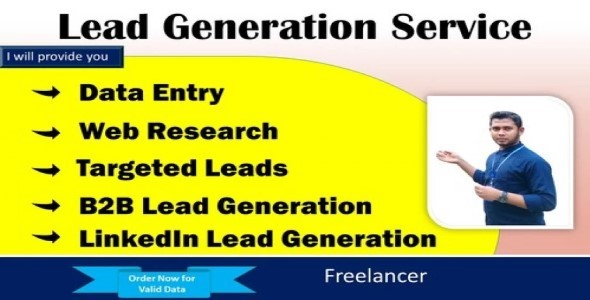 Lead Generation Service
I will provide you
Data Entry
Web Research
Targeted Leads
B2B Lead Generation
LinkedIn Lead Generation
Order Now for
Valid Data
Freelancer